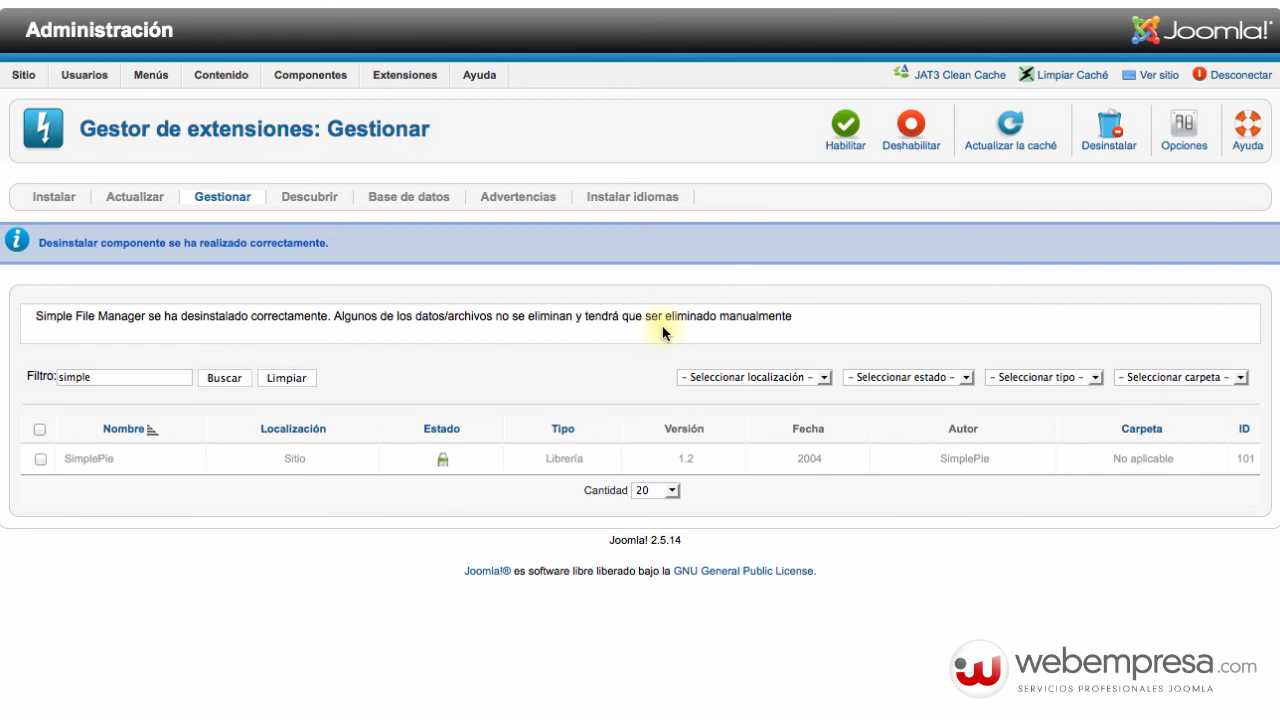 Administración
Joomla!
Sitio Usuarios Menús Contenido Componentes Extensiones Ayuda JAT3 Clean Cache Limpiar Caché Ver sitio Desconectar
Gestor de extensiones: Gestionar
Habilitar Deshabilitar Actualizar la caché Desinstalar Opciones Ayuda
Instalar Actualizar Gestionar Descubrir Base de datos Advertencias Instalar idiomas
Desinstalar componente se ha realizado correctamente.
Simple File Manager se ha desinstalado correctamente. Algunos de los datos/archivos no se eliminan y tendrá que ser eliminado manualmente
Filtro: simple Buscar Limpiar - Seleccionar localización - - Seleccionar estado - - Seleccionar tipo - - Seleccionar carpeta -
Nombre Localización Estado Tipo Versión Fecha Autor Carpeta ID
SimplePie Sitio Librería 1.2 2004 SimplePie No aplicable 101
Cantidad 20
Joomla! 2.5.14
Joomla!® es software libre liberado bajo la GNU General Public License.
webempresa.com
SERVICIOS PROFESIONALES JOOMLA